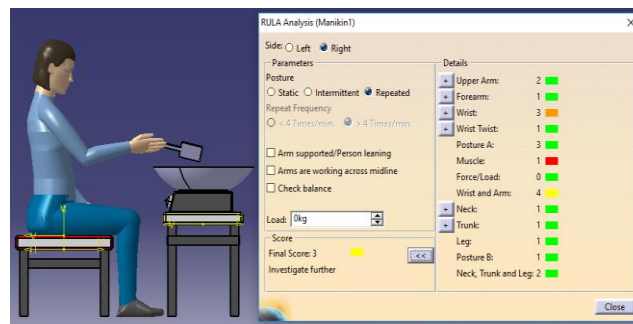 RULA Analysis (Manikin1)
Side: Left Right
Parameters
Posture
Static Intermittent Repeated
Repeat Frequency
< 4 Times/min. > 4 Times/min.
Arm supported/Person leaning
Arms are working across midline
Check balance
Load: 0kg
Score
Final Score: 3
Investigate further
<<
Details
+ Upper Arm: 2
+ Forearm: 1
+ Wrist: 3
+ Wrist Twist: 1
Posture A: 3
Muscle: 1
Force/Load: 0
Wrist and Arm: 4
+ Neck: 1
+ Trunk: 1
Leg: 1
Posture B: 1
Neck, Trunk and Leg: 2
Close